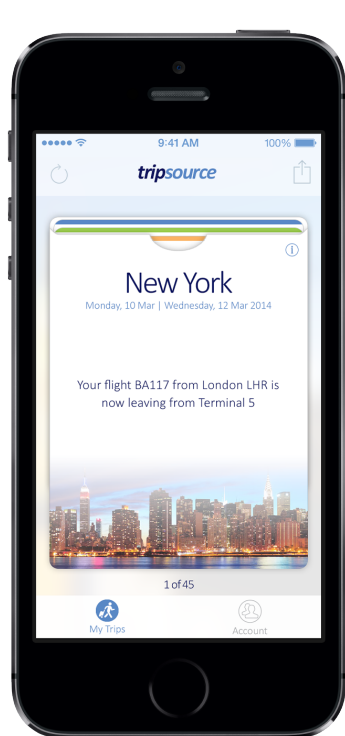 9:41 AM
100%
tripsource
New York
Monday, 10 Mar | Wednesday, 12 Mar 2014
Your flight BA117 from London LHR is
now leaving from Terminal 5
1 of 45
My Trips
Account